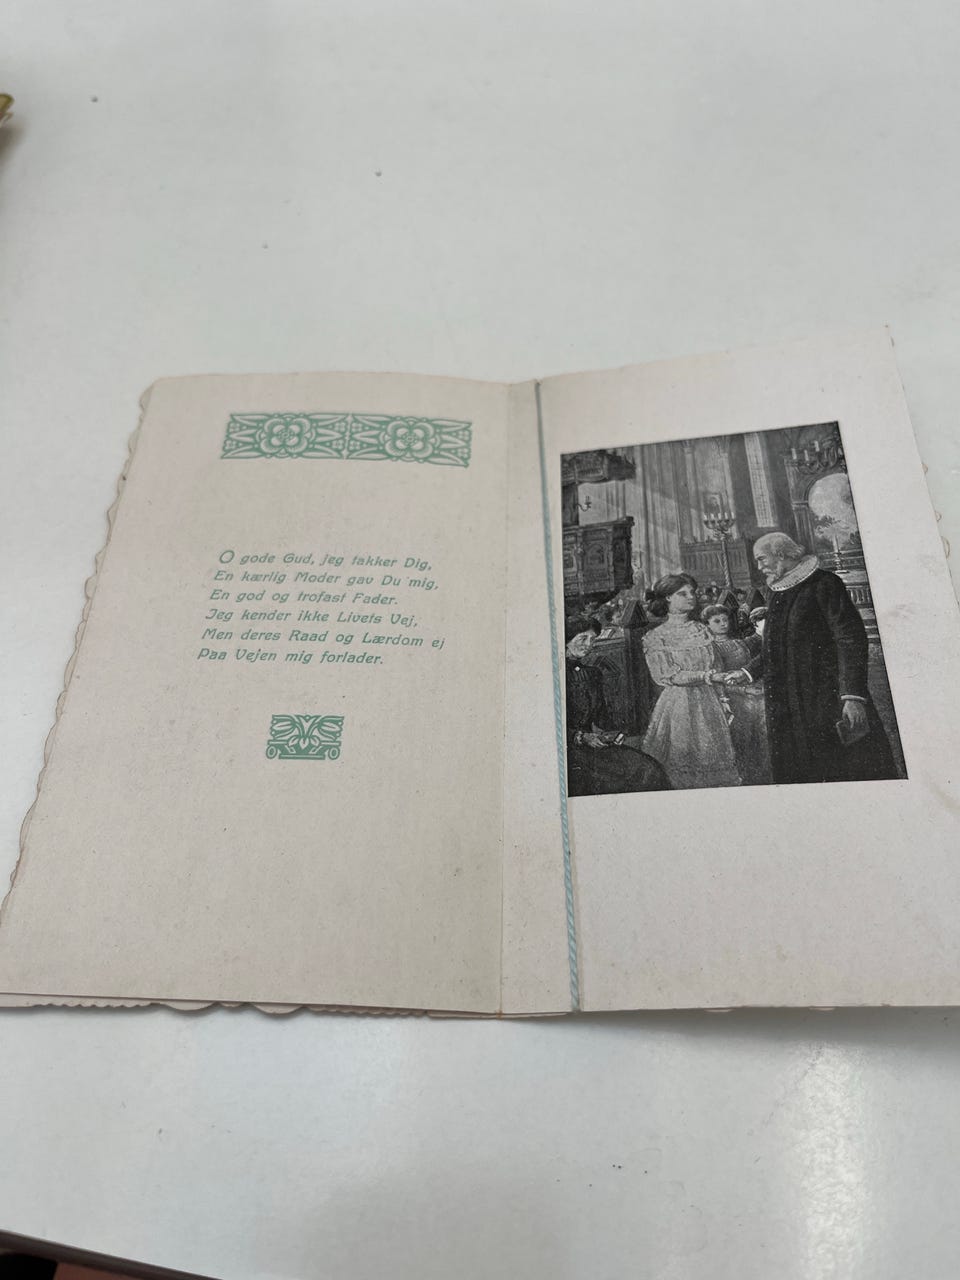 O gode Gud, jeg takker Dig,
En kærlig Moder gav Du mig,
En god og trofast Fader.
Jeg kender ikke Livets Vej,
Men deres Raad og Lærdom ej
Paa Vejen mig forlader.